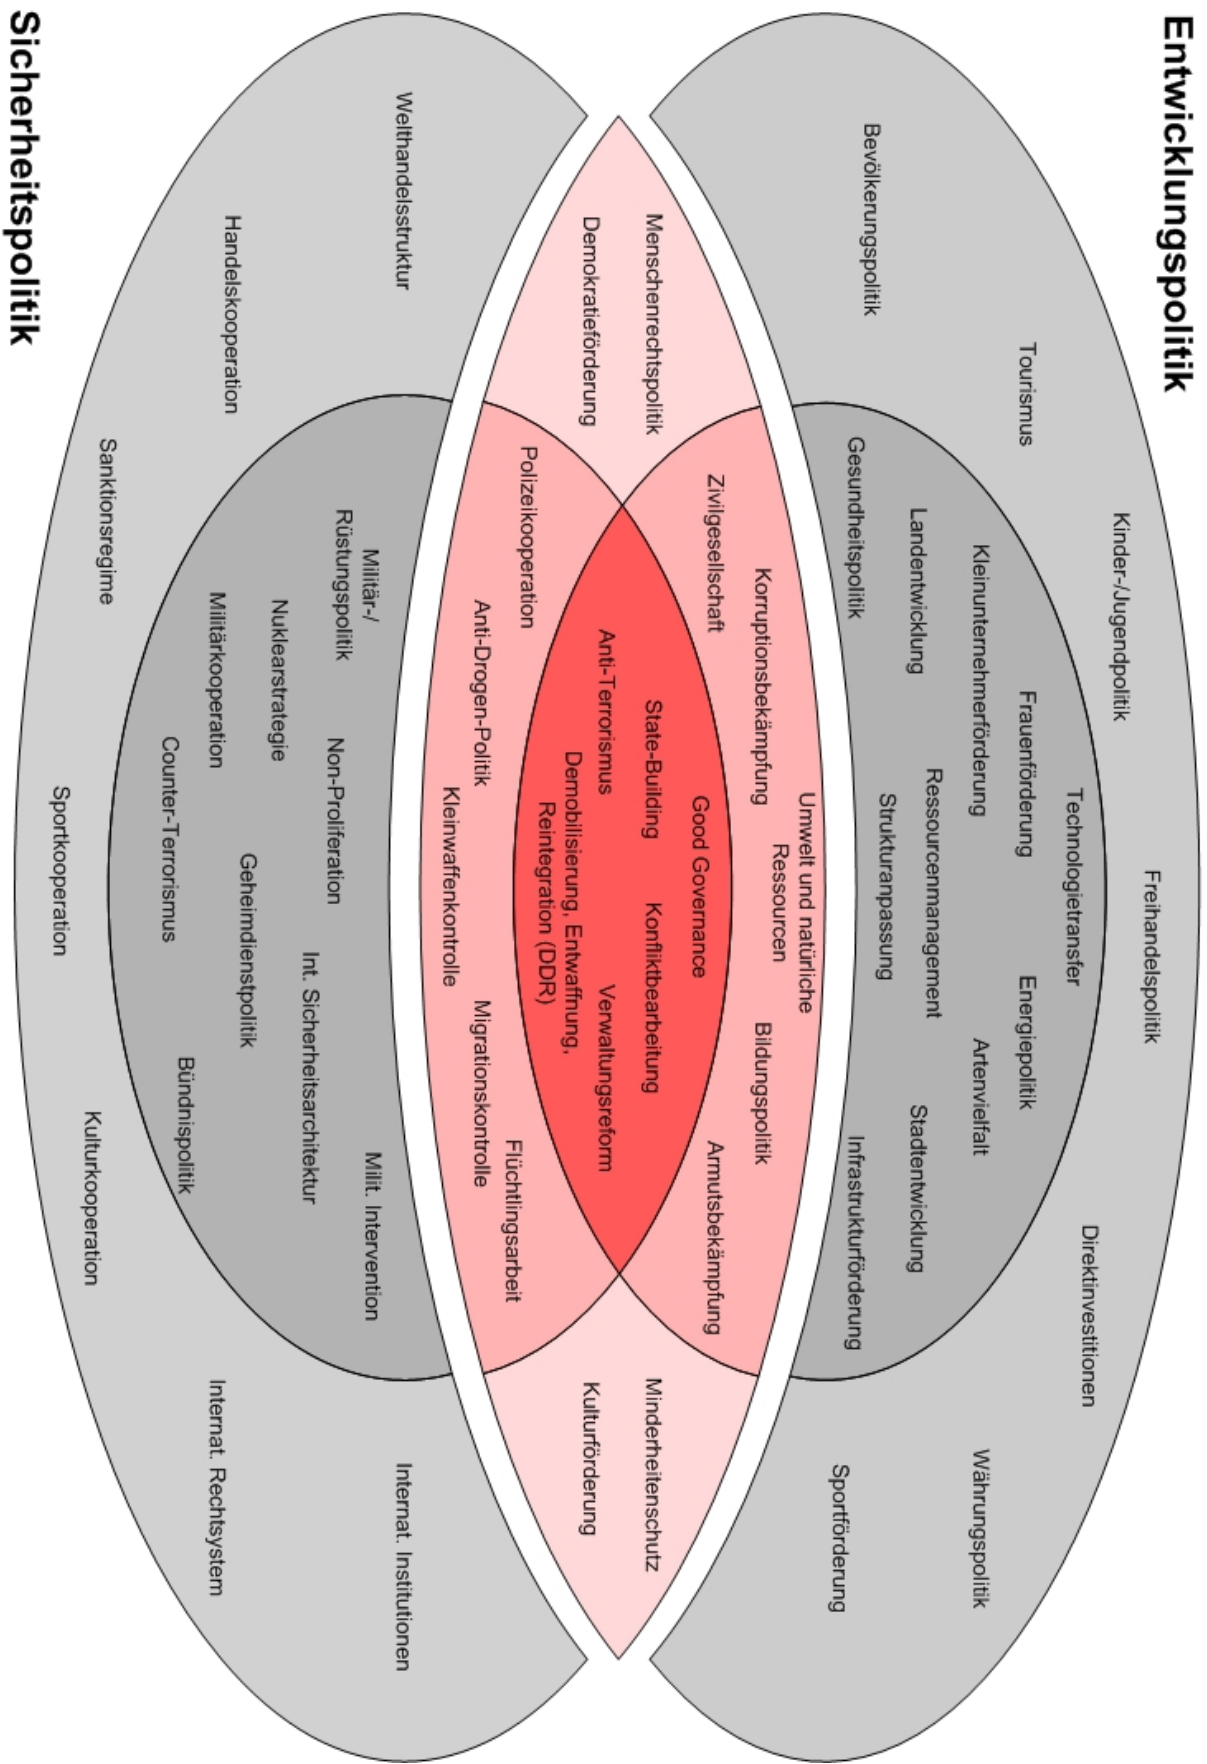 Entwicklungspolitik
Freihandelspolitik
Kinder-/Jugendpolitik
Direktinvestitionen
Technologietransfer
Tourismus
Frauenförderung
Energiepolitik
Kleinunternehmerförderung
Artenvielfalt
Währungspolitik
Ressourcenmanagement
Landentwicklung
Stadtentwicklung
Strukturanpassung
Bevölkerungspolitik
Gesundheitspolitik
Infrastrukturförderung
Sportförderung
Umwelt und natürliche
Ressourcen
Korruptionsbekämpfung
Bildungspolitik
Zivilgesellschaft
Armutsbekämpfung
Good Governance
Menschenrechtspolitik
State-Building
Konfliktbearbeitung
Minderheitenschutz
Anti-Terrorismus
Verwaltungsreform
Demokratieförderung
Kulturförderung
Demobilisierung, Entwaffnung,
Reintegration (DDR)
Polizeikooperation
Flüchtlingsarbeit
Anti-Drogen-Politik
Migrationskontrolle
Kleinwaffenkontrolle
Welthandelsstruktur
Internat. Institutionen
Militär-/
Rüstungspolitik
Milit. Intervention
Non-Proliferation
Int. Sicherheitsarchitektur
Nuklearstrategie
Geheimdienstpolitik
Handelskooperation
Militärkooperation
Internat. Rechtsystem
Bündnispolitik
Counter-Terrorismus
Sanktionsregime
Kulturkooperation
Sportkooperation
Sicherheitspolitik